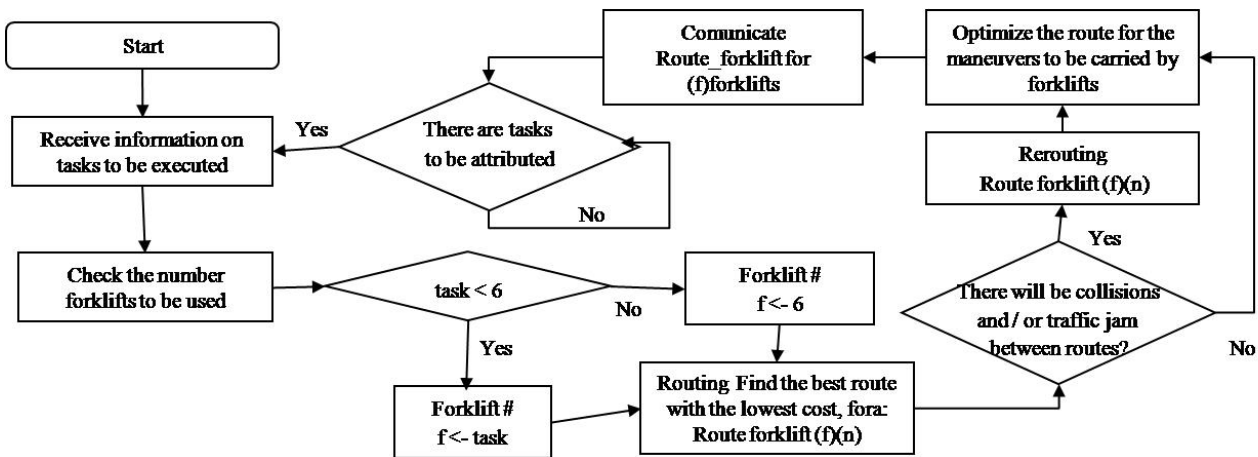 Start
Receive information on
tasks to be executed
Check the number
forklifts to be used
task < 6
Yes
No
Forklift #
f <- task
Forklift #
f <- 6
Routing Find the best route
with the lowest cost, fora:
Route forklift (f)(n)
There will be collisions
and / or traffic jam
between routes?
Yes
No
Rerouting
Route forklift (f)(n)
Optimize the route for the
maneuvers to be carried by
forklifts
Comunicate
Route_forklift for
(f)forklifts
There are tasks
to be attributed
Yes
No